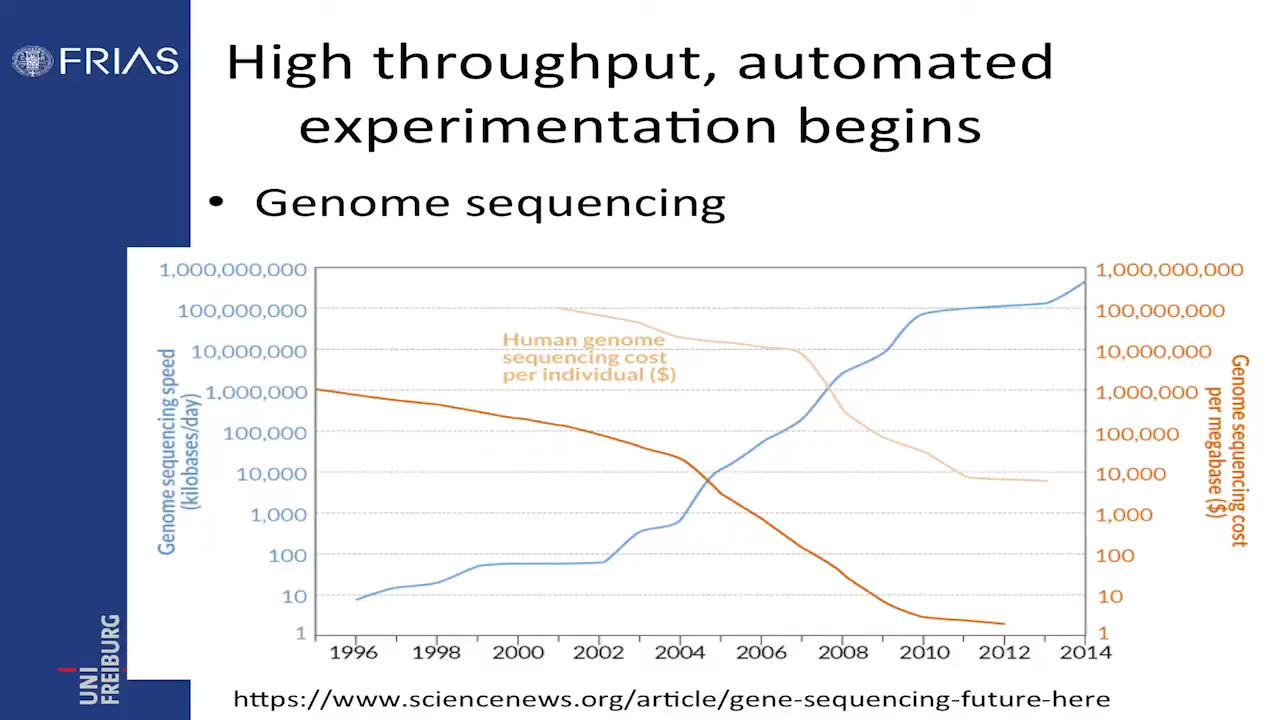 FRIAS
High throughput, automated
experimentation begins
• Genome sequencing
Genome sequencing speed
(kilobases/day)
1,000,000,000
100,000,000
10,000,000
1,000,000
100,000
10,000
1,000
100
10
1
Human genome
sequencing cost
per individual ($)
1,000,000,000
100,000,000
10,000,000
1,000,000
100,000
10,000
1,000
100
10
1
Genome sequencing cost
per megabase ($)
1996 1998 2000 2002 2004 2006 2008 2010 2012 2014
UNI
FREIBURG
https://www.sciencenews.org/article/gene-sequencing-future-here